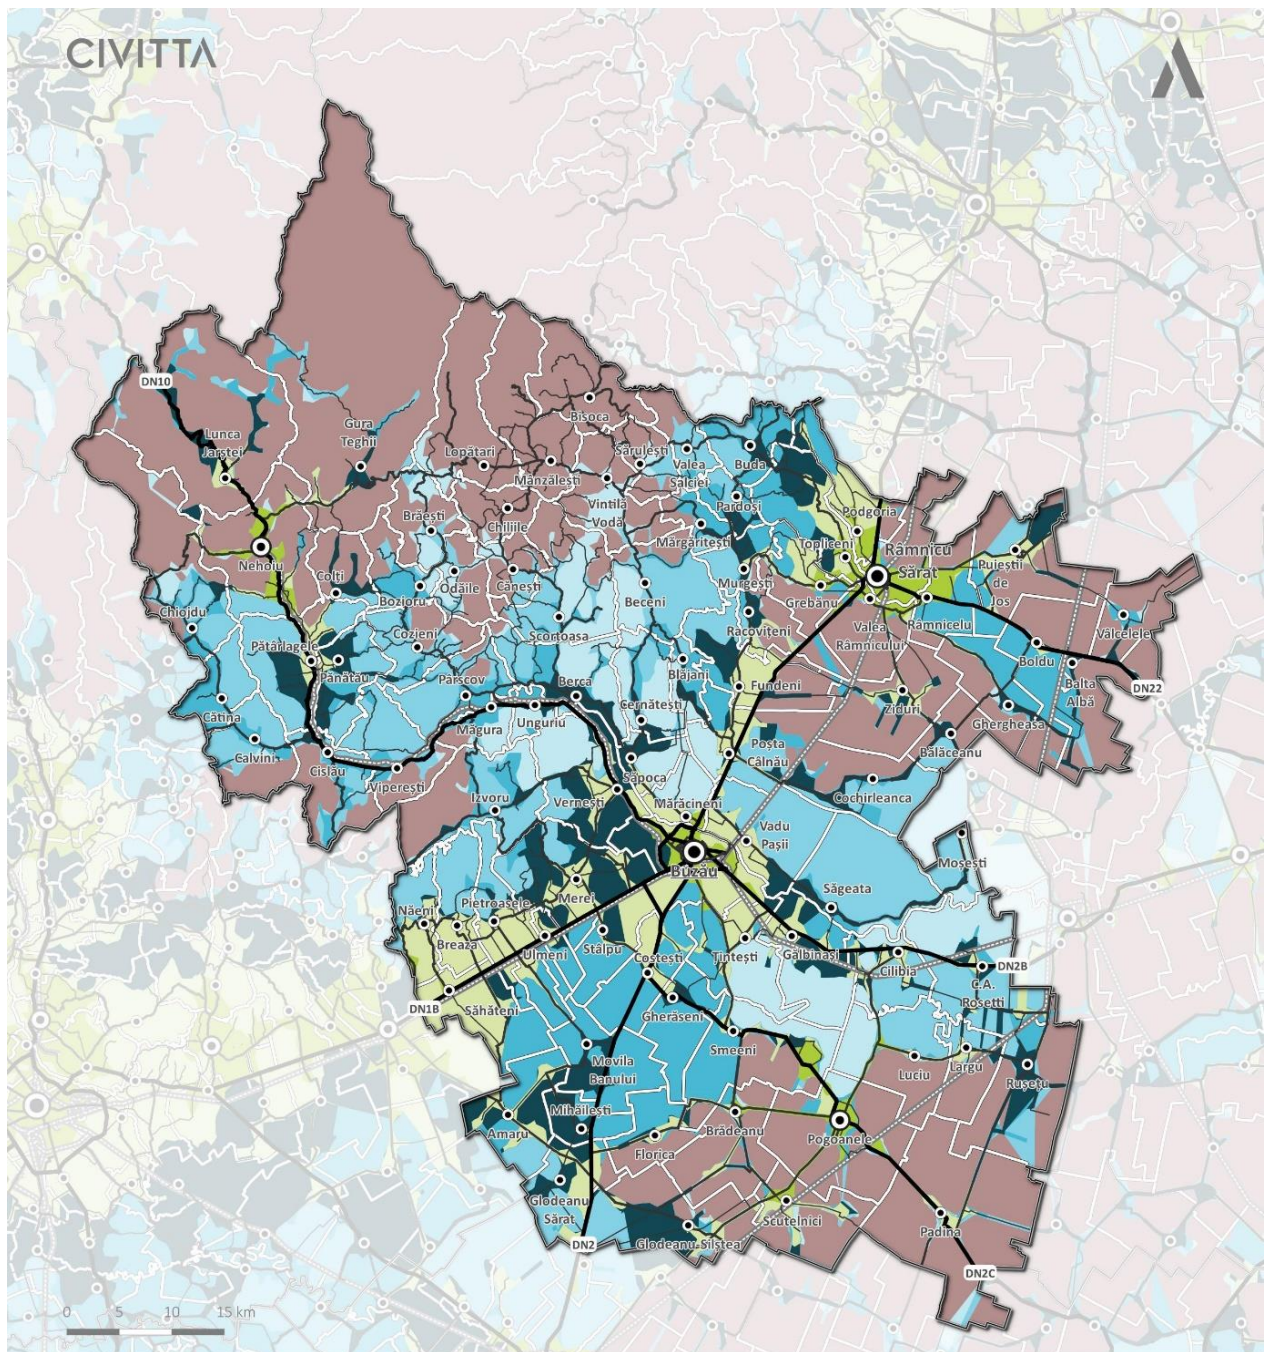 CIVITTA
DN10
Lunca
Jarștei
Gura
Teghii
Bisoca
Lopătari
Mânzălești
Sărulești
Valea
Salciei
Buda
Vintilă
Vodă
Pardoși
Chiliile
Brăești
Mărgăritești
Podgoria
Topliceni
Râmnicu
Sărat
Puieștii
de
Jos
Nehoiu
Colți
Bozioru
Odăile
Cănești
Beceni
Murgești
Grebănu
Râmnicelu
Valea
Râmnicului
Vâlcelele
Chiojdu
Cozieni
Scorțoasa
Racovițeni
Boldu
Balta
Albă
DN22
Pătârlagele
Pănătău
Pârscov
Berca
Blăjani
Fundeni
Ziduri
Ghergheasa
Cătina
Calvini
Măgura
Unguriu
Cernătești
Poșta
Câlnău
Bălăceanu
Cislău
Viperești
Săpoca
Cochirleanca
Izvoru
Vernești
Mărăcineni
Vadu
Pașii
Buzău
Moșești
Merei
Săgeata
Năeni
Pietroasele
Breaza
Ulmeni
Stâlpu
Costești
Țintești
Gălbinași
Cilibia
DN2B
C.A.
Rosetti
DN1B
Săhăteni
Gherăseni
Smeeni
Movila
Banului
Luciu
Largu
Rușețu
Mihăilești
Amaru
Brădeanu
Pogoanele
Florica
Glodeanu
Sărat
Scutelnici
Padina
DN2
Glodeanu Siliștea
DN2C
0 5 10 15 km